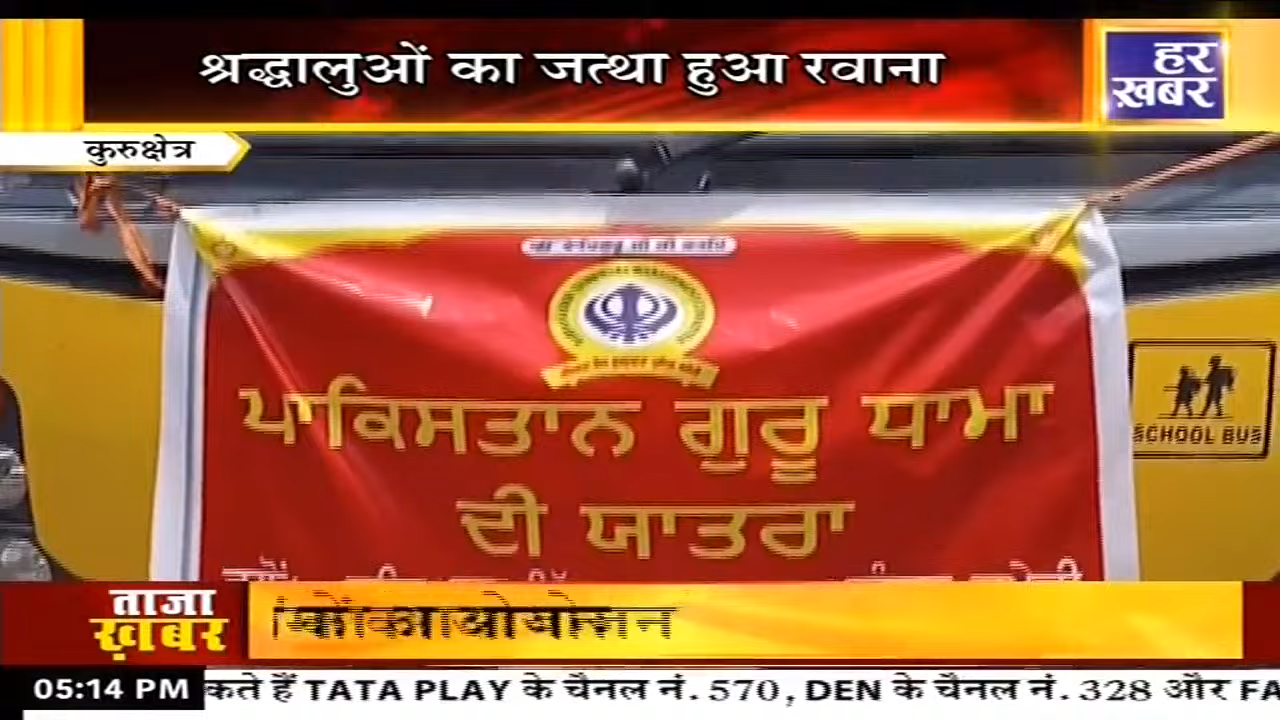 श्रद्धालुओं का जत्था हुआ रवाना
हर
ख़बर
कुरुक्षेत्र
ਪਾਕਿਸਤਾਨ ਗੁਰੂ ਧਾਮਾ
ਦੀ ਯਾਤਰਾ
SCHOOL BUS
ताजा
ख़बर
05:14 PM
कते हैं TATA PLAY के चैनल नं. 570, DEN के चैनल नं. 328 और FA